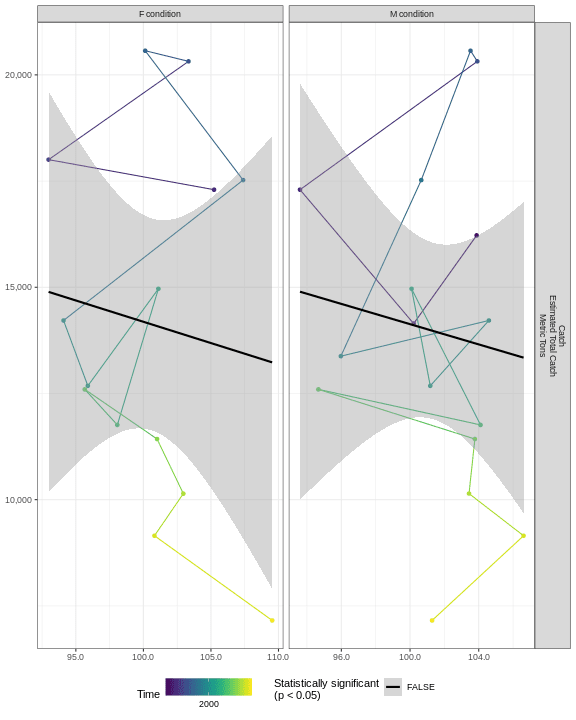 F condition
M condition
20,000
15,000
10,000
Catch
Estimated Total Catch
Metric Tons
95.0
100.0
105.0
110.0
96.0
100.0
104.0
Time
2000
Statistically significant
(p < 0.05)
FALSE